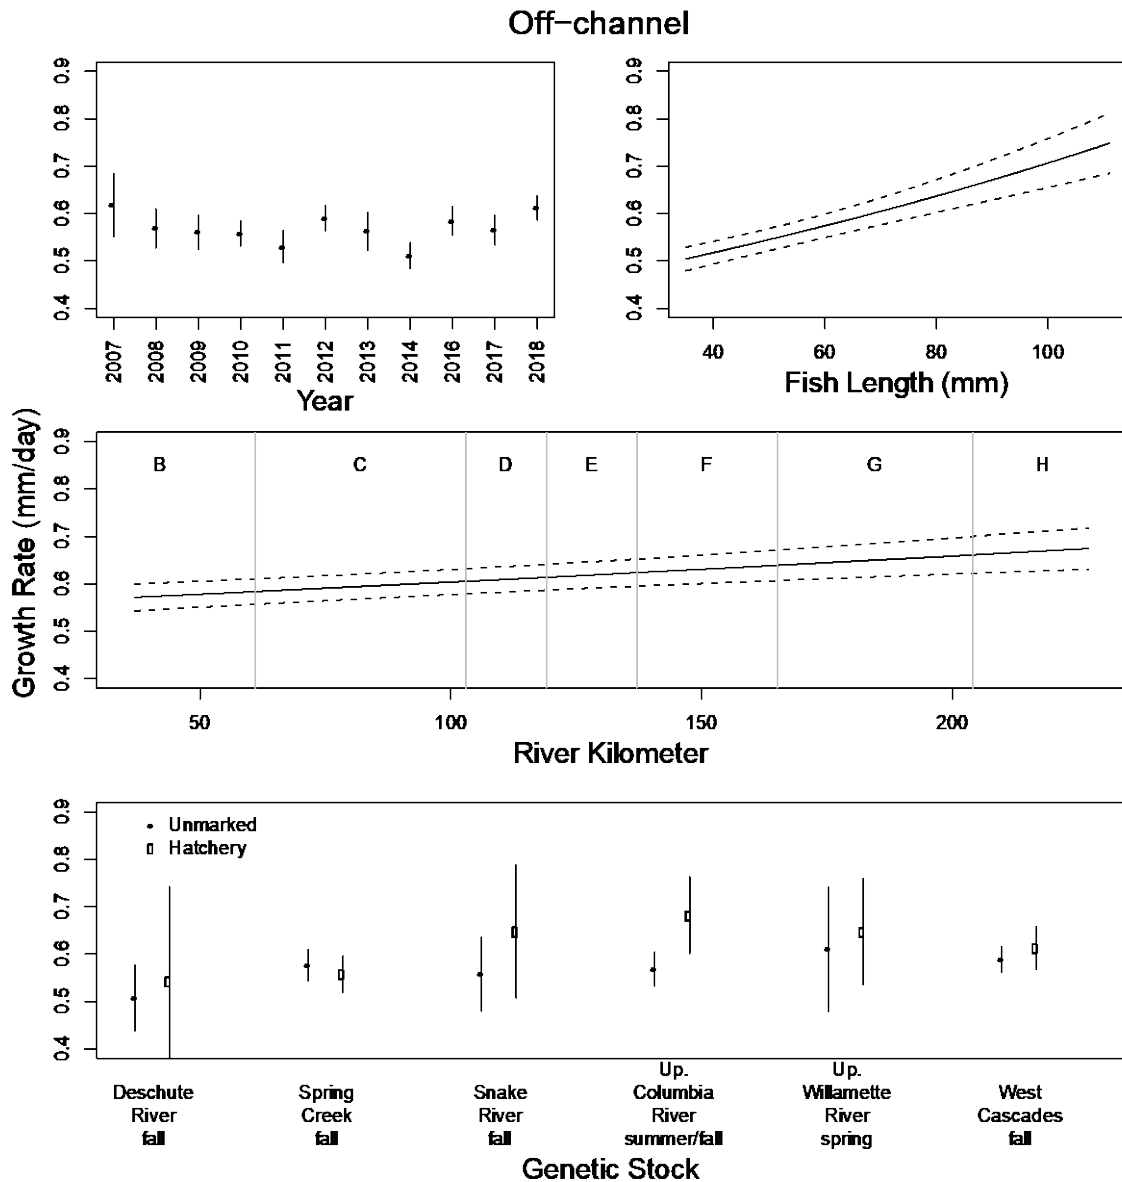 Off-channel
0.4 0.5 0.6 0.7 0.8 0.9
2007 2008 2009 2010 2011 2012 2013 2014 2016 2017 2018
Year
0.4 0.5 0.6 0.7 0.8 0.9
40 60 80 100
Fish Length (mm)
Growth Rate (mm/day)
0.4 0.5 0.6 0.7 0.8 0.9
B C D E F G H
50 100 150 200
River Kilometer
0.4 0.5 0.6 0.7 0.8 0.9
Unmarked
Hatchery
Deschute
River
fall
Spring
Creek
fall
Snake
River
fall
Up.
Columbia
River
summer/fall
Up.
Willamette
River
spring
West
Cascades
fall
Genetic Stock